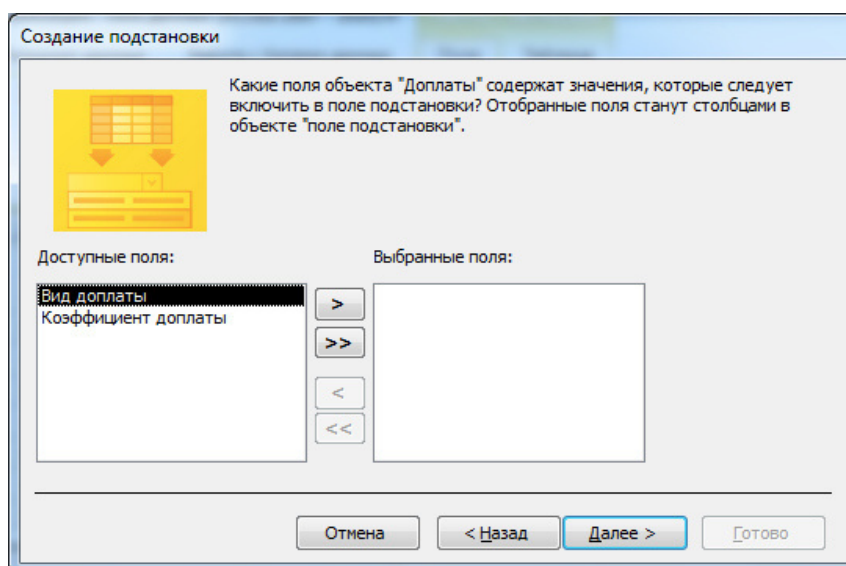 Создание подстановки
Какие поля объекта "Доплаты" содержат значения, которые следует
включить в поле подстановки? Отобранные поля станут столбцами в
объекте "поле подстановки".
Доступные поля:
Выбранные поля:
Вид доплаты
Коэффициент доплаты
>
>>
<
<<
Отмена
< Назад
Далее >
Готово